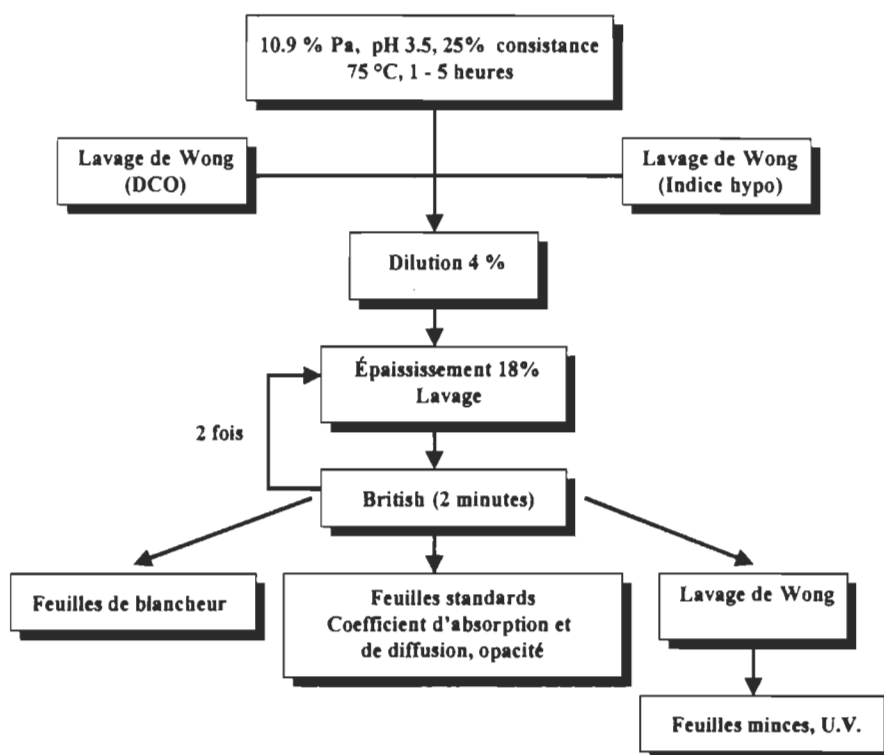 10.9 % Pa, pH 3.5, 25% consistance
75 °C, 1 - 5 heures
Lavage de Wong
(DCO)
Lavage de Wong
(Indice hypo)
Dilution 4 %
Épaississement 18%
Lavage
2 fois
British (2 minutes)
Feuilles de blancheur
Feuilles standards
Coefficient d'absorption et
de diffusion, opacité
Lavage de Wong
Feuilles minces, U.V.